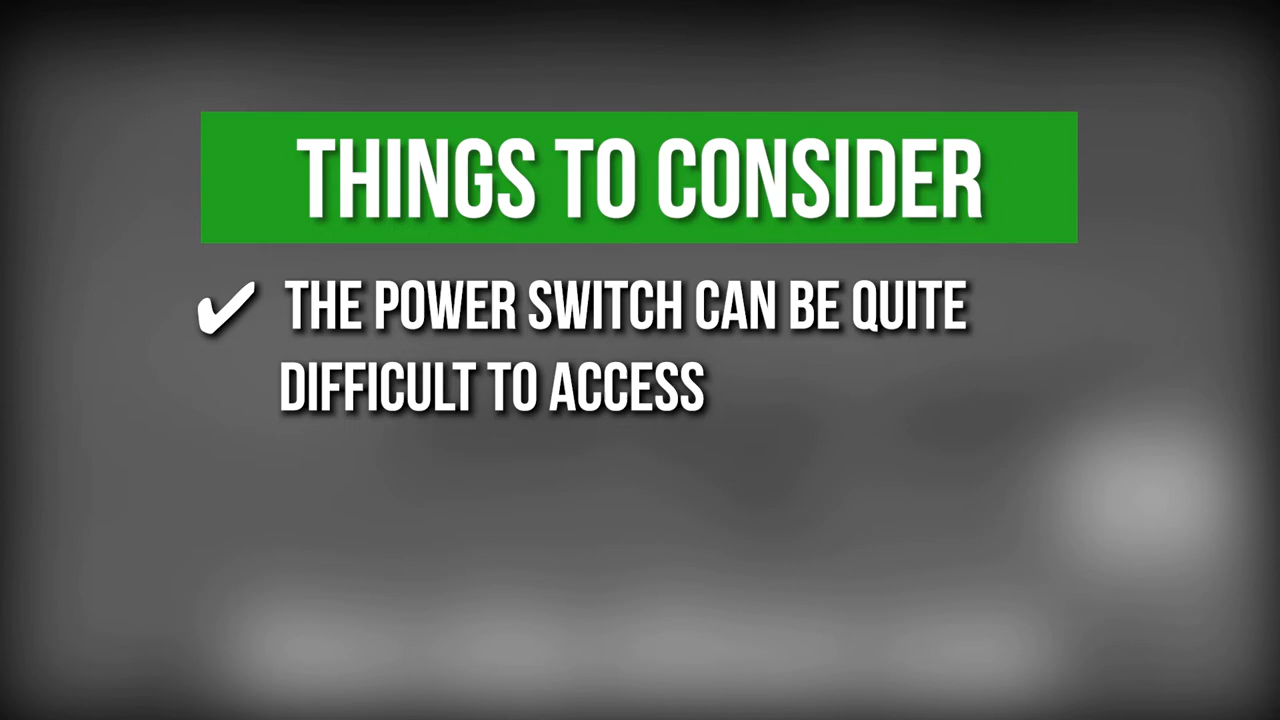 THINGS TO CONSIDER
✔ THE POWER SWITCH CAN BE QUITE
DIFFICULT TO ACCESS